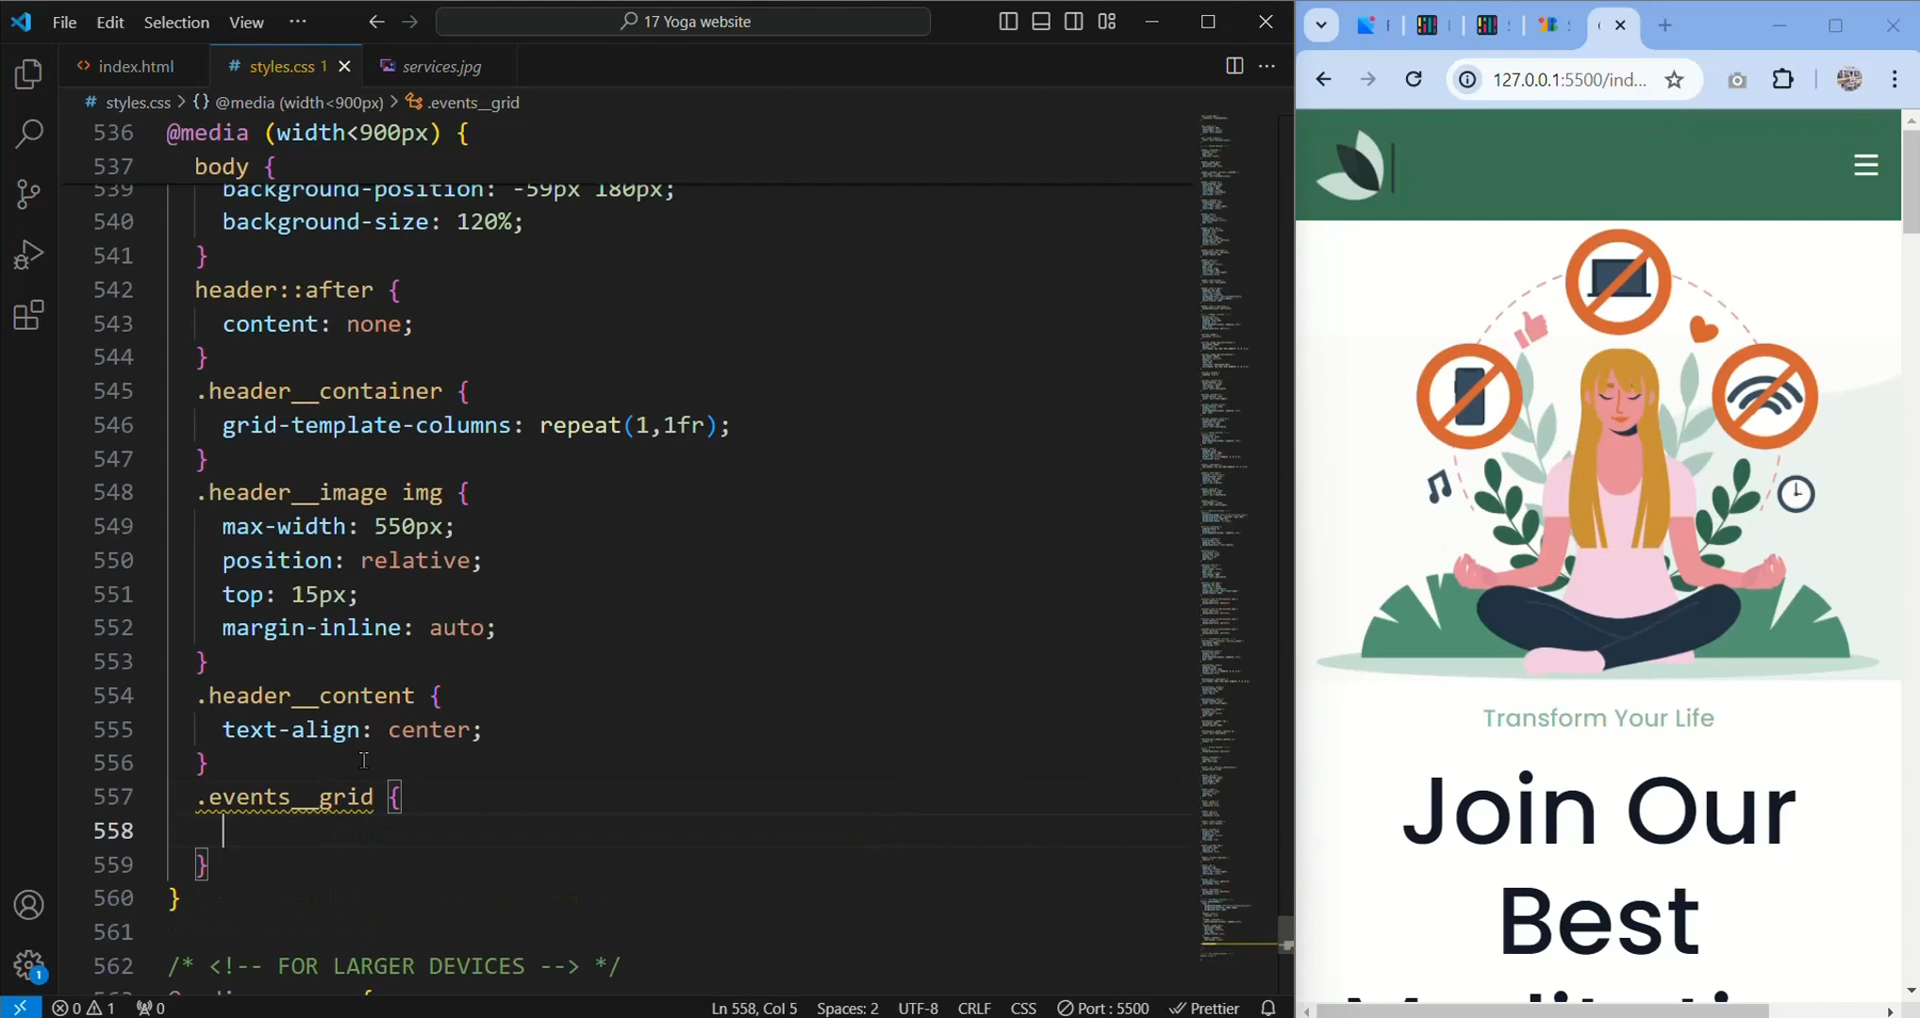 File Edit Selection View ··· 17 Yoga website
index.html # styles.css 1 services.jpg
# styles.css > {} @media (width<900px) > .events__grid
536 @media (width<900px) {
537 body {
539 background-position: -59px 180px;
540 background-size: 120%;
541 }
542 header::after {
543 content: none;
544 }
545 .header__container {
546 grid-template-columns: repeat(1,1fr);
547 }
548 .header__image img {
549 max-width: 550px;
550 position: relative;
551 top: 15px;
552 margin-inline: auto;
553 }
554 .header__content {
555 text-align: center;
556 }
557 .events__grid {
558
559 }
560 }
561
562 /* <!-- FOR LARGER DEVICES --> */
0 1 0 Ln 558, Col 5 Spaces: 2 UTF-8 CRLF CSS Port : 5500 Prettier
1
127.0.0.1:5500/ind...
Transform Your Life
Join Our
Best